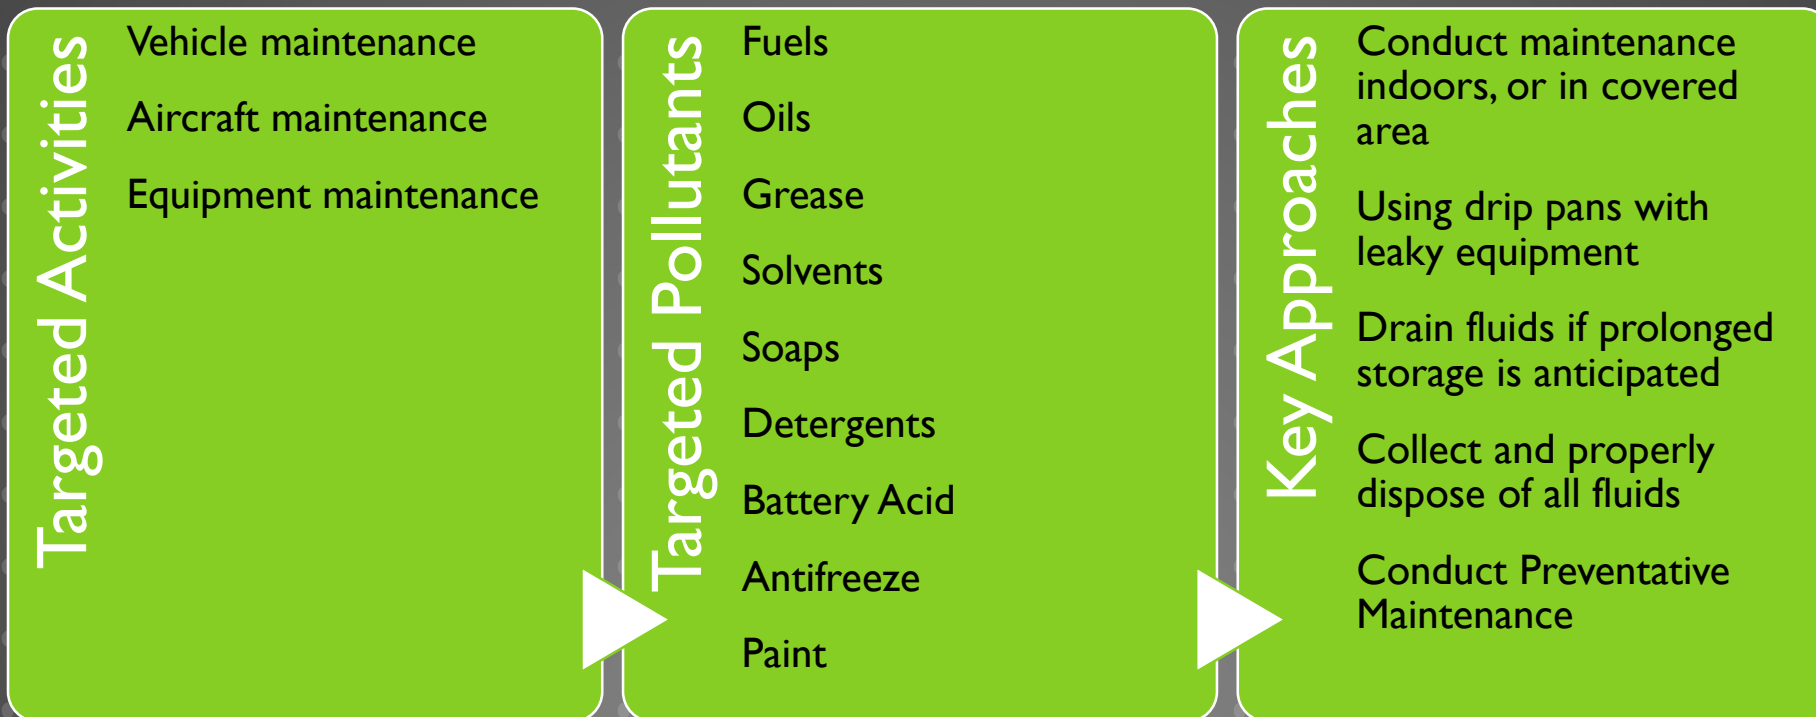 Targeted Activities
Vehicle maintenance
Aircraft maintenance
Equipment maintenance
Targeted Pollutants
Fuels
Oils
Grease
Solvents
Soaps
Detergents
Battery Acid
Antifreeze
Paint
Key Approaches
Conduct maintenance
indoors, or in covered
area
Using drip pans with
leaky equipment
Drain fluids if prolonged
storage is anticipated
Collect and properly
dispose of all fluids
Conduct Preventative
Maintenance